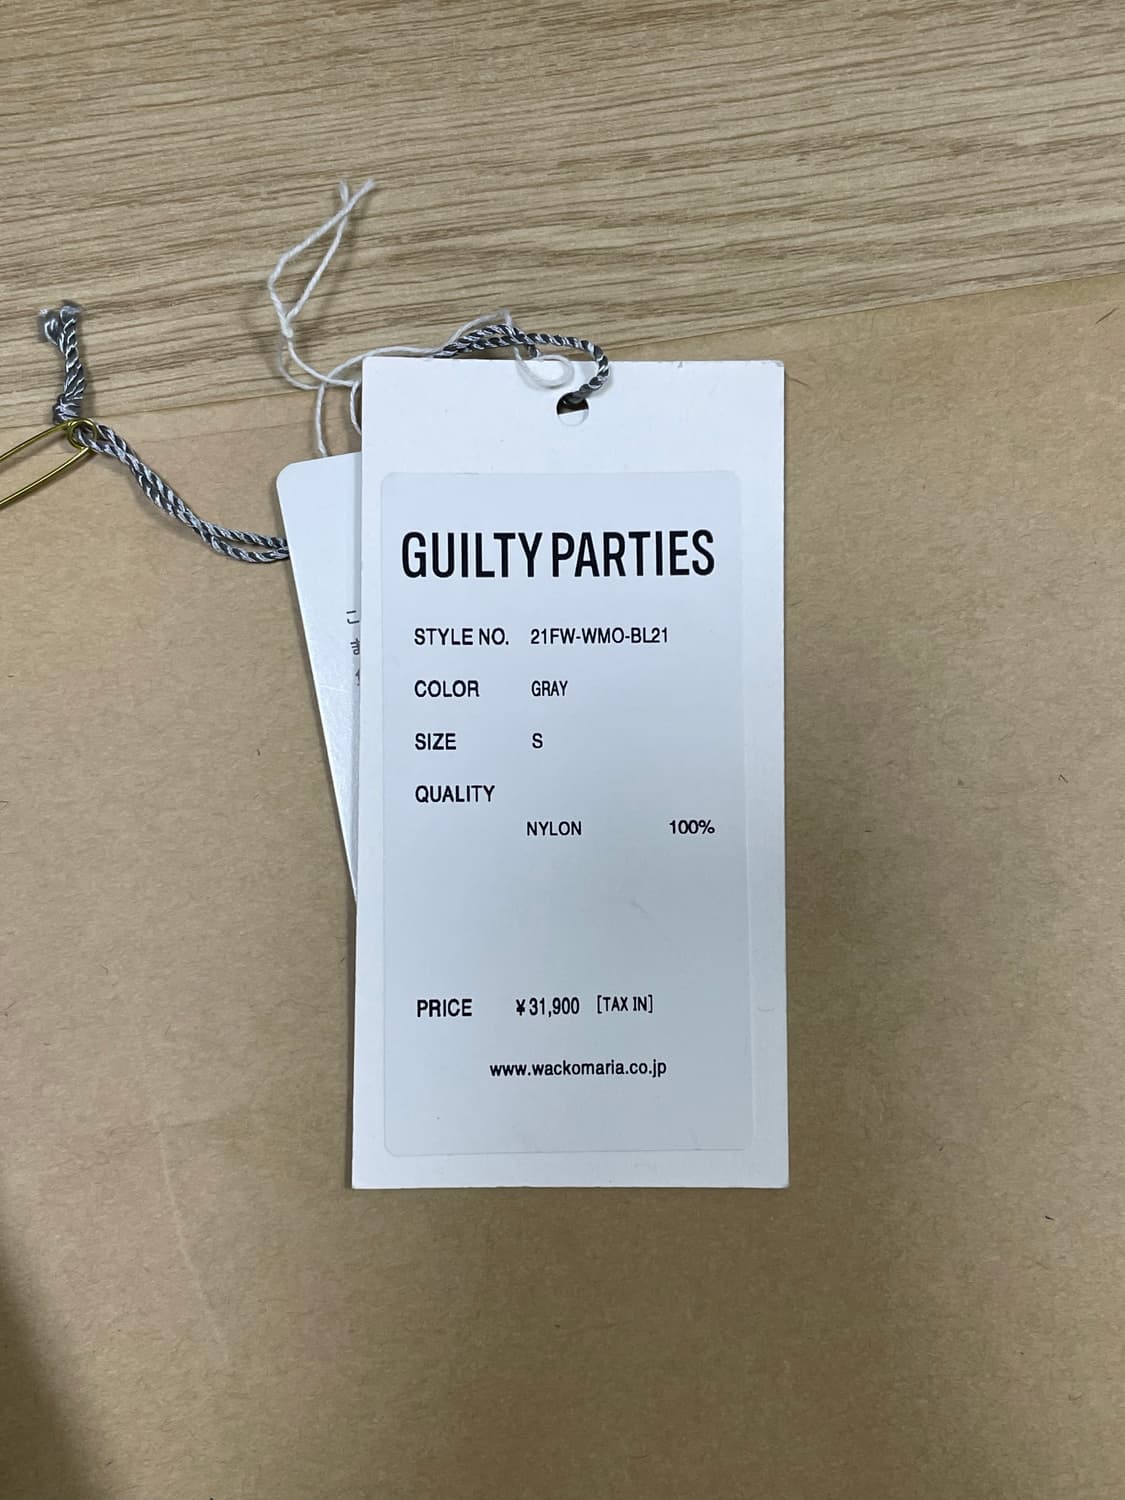 GUILTY PARTIES
STYLE NO. 21FW-WMO-BL21
COLOR GRAY
SIZE S
QUALITY
NYLON 100%
PRICE ¥31,900 [TAX IN]
www.wackomaria.co.jp
こ